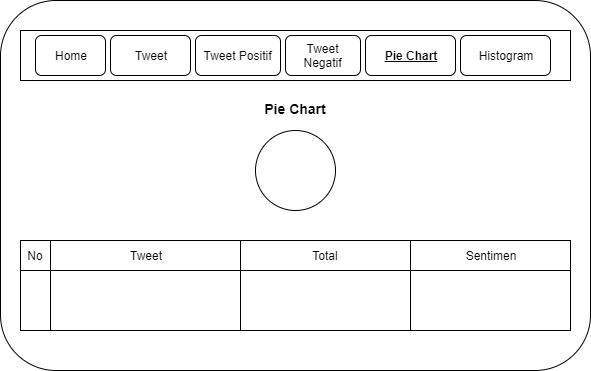 Home
Tweet
Tweet Positif
Tweet
Negatif
Pie Chart
Histogram
Pie Chart
No
Tweet
Total
Sentimen